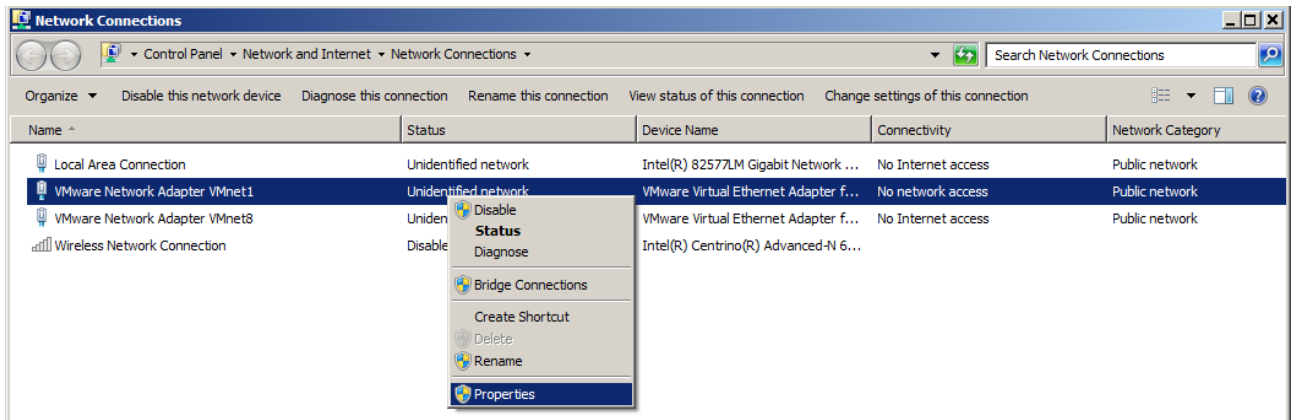 Network Connections
Control Panel Network and Internet Network Connections
Search Network Connections
Organize Disable this network device Diagnose this connection Rename this connection View status of this connection Change settings of this connection
Name Status Device Name Connectivity Network Category
Local Area Connection Unidentified network Intel(R) 82577LM Gigabit Network ... No Internet access Public network
VMware Network Adapter VMnet1 Unidentified network VMware Virtual Ethernet Adapter f... No network access Public network
VMware Network Adapter VMnet8 Uniden VMware Virtual Ethernet Adapter f... No Internet access Public network
Wireless Network Connection Disable Intel(R) Centrino(R) Advanced-N 6...
Disable
Status
Diagnose
Bridge Connections
Create Shortcut
Delete
Rename
Properties